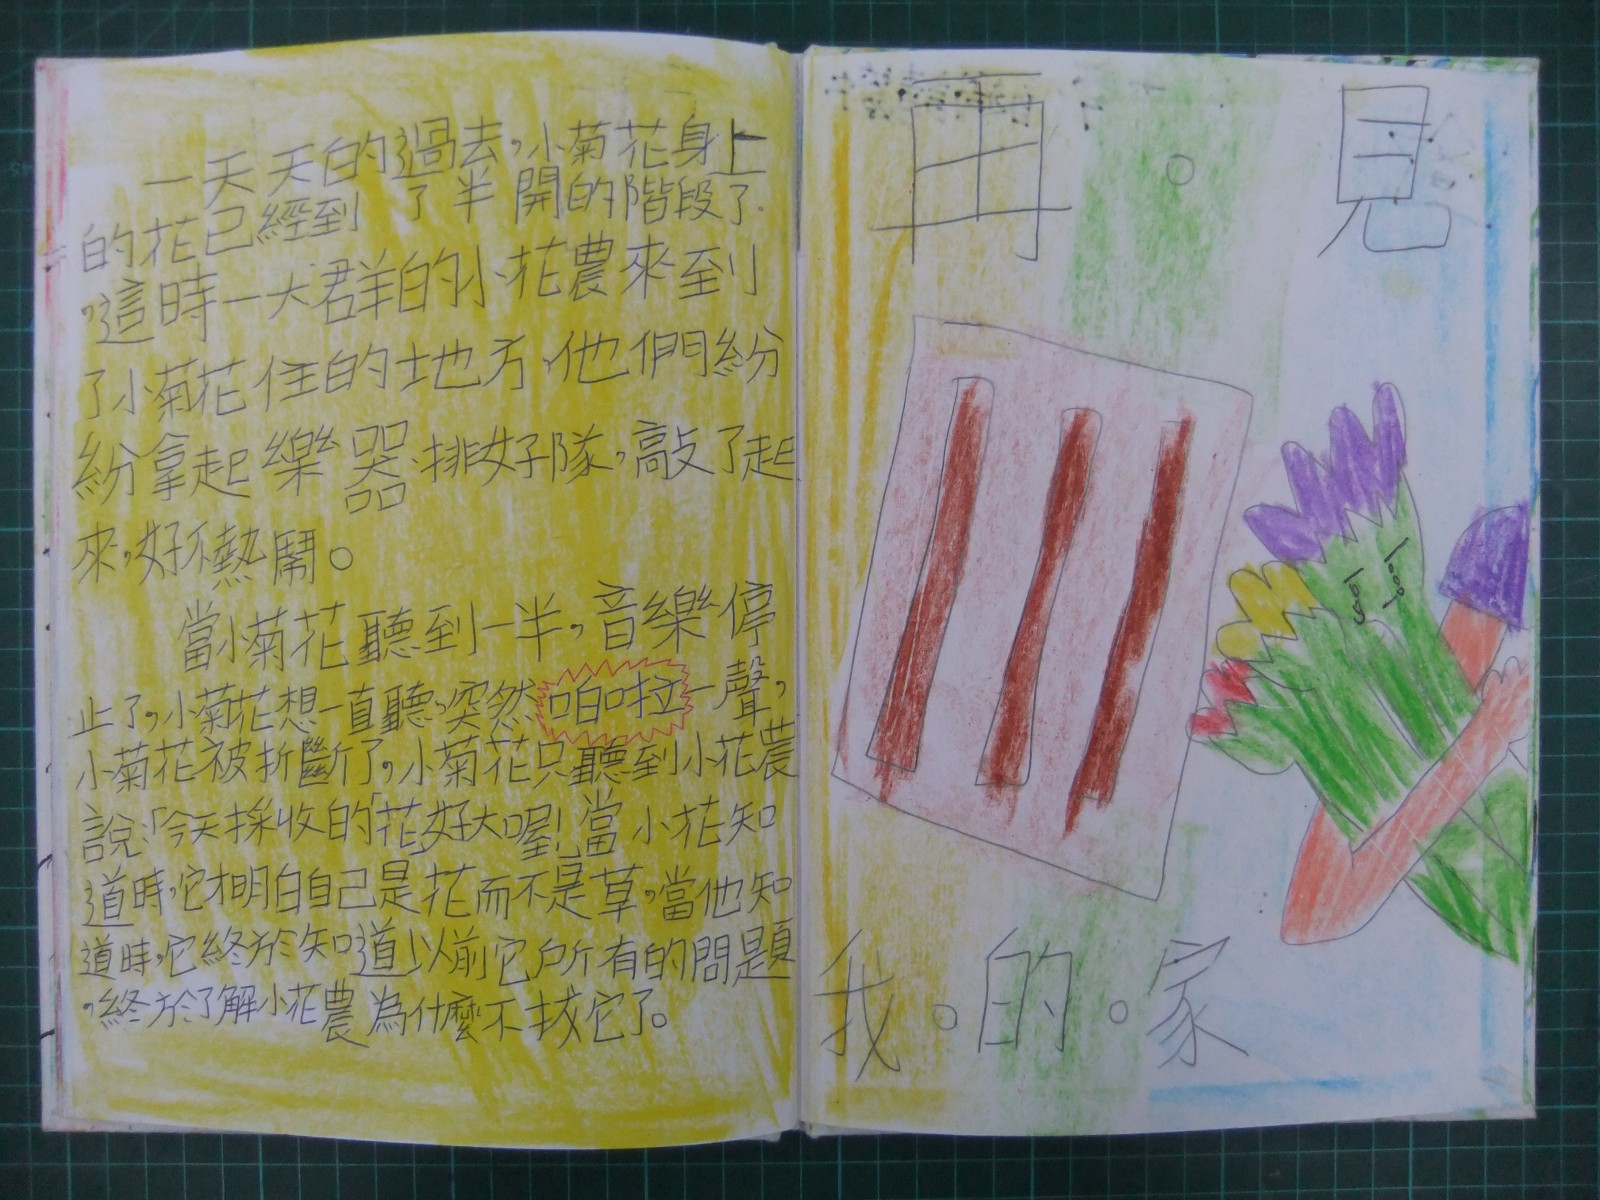 一天天的過去，小菊花身上
的花已經到了半開的階段了
，這時一大群的小花農來到
了小菊花住的地方，他們紛
紛拿起樂器排好隊，敲了起
來，好不熱鬧。
當小菊花聽到一半，音樂停
止了，小菊花想一直聽，突然啪啦一聲，
小菊花被折斷了，小菊花只聽到小花農
說：「今天採收的花好大喔！」當小花知
道時，它才明白自己是花而不是草，當他知
道時，它終於知道以前它所有的問題
，終於了解小花農為什麼不拔它了。
再。見
我。的。家